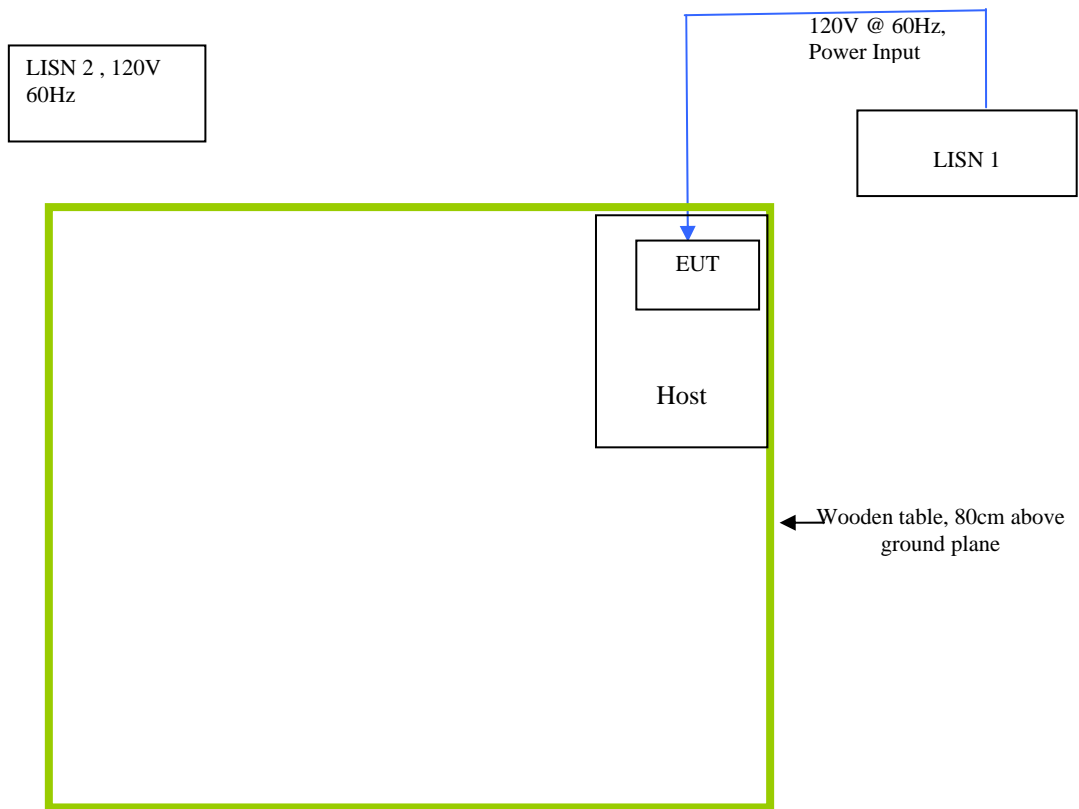 120V @ 60Hz,
Power Input
LISN 2 , 120V
60Hz
LISN 1
EUT
Host
Wooden table, 80cm above
ground plane